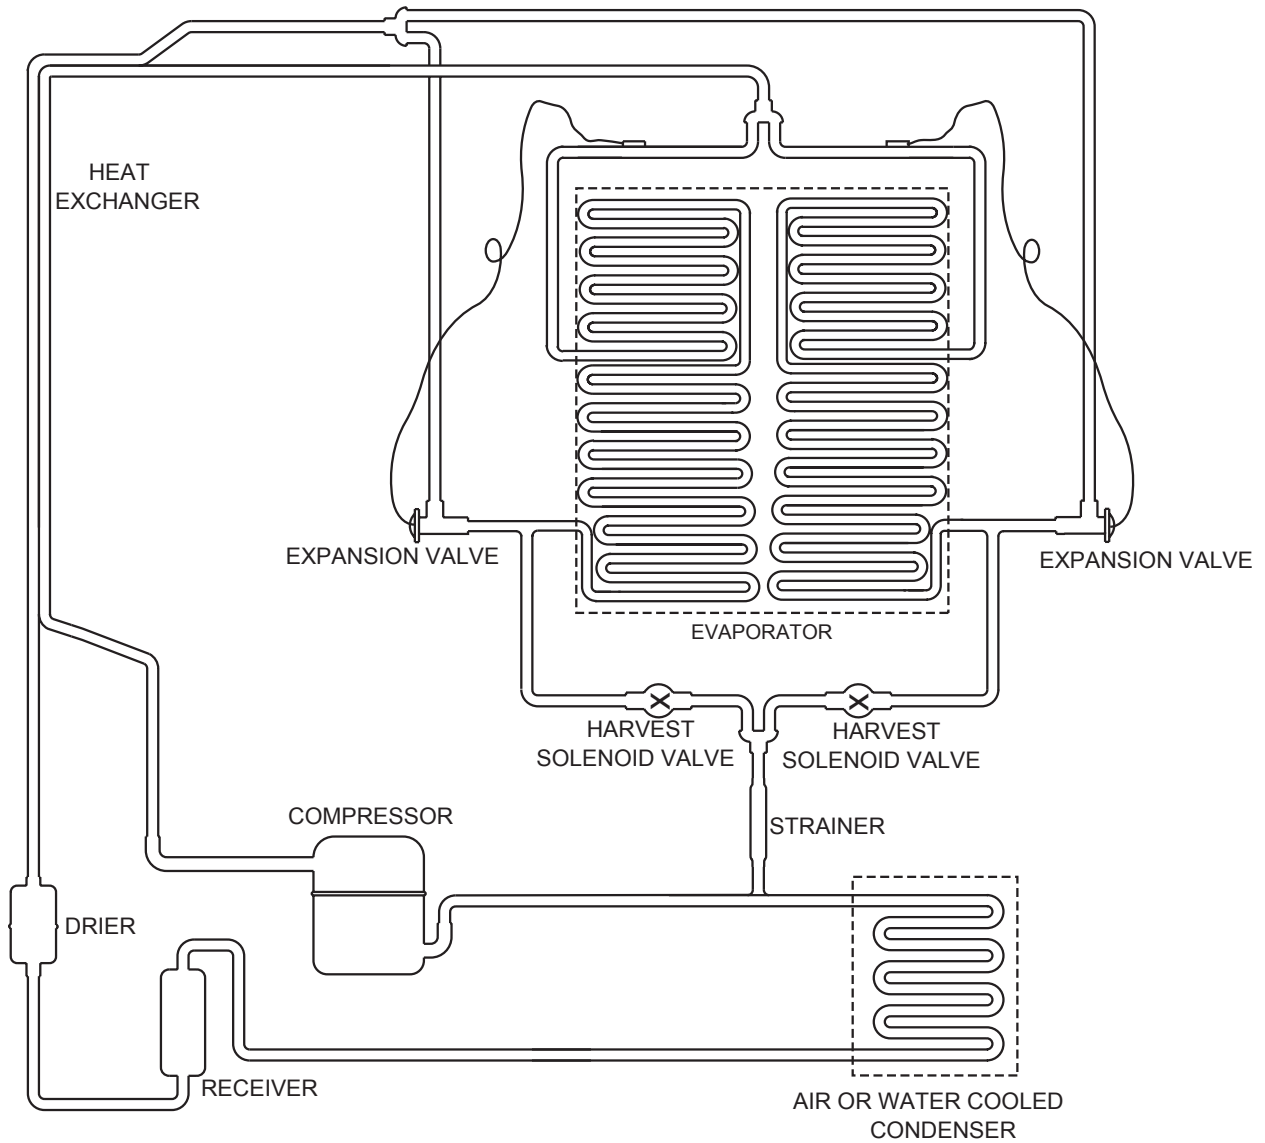 HEAT
EXCHANGER
EXPANSION VALVE
EXPANSION VALVE
EVAPORATOR
HARVEST
SOLENOID VALVE
HARVEST
SOLENOID VALVE
COMPRESSOR
STRAINER
DRIER
RECEIVER
AIR OR WATER COOLED
CONDENSER